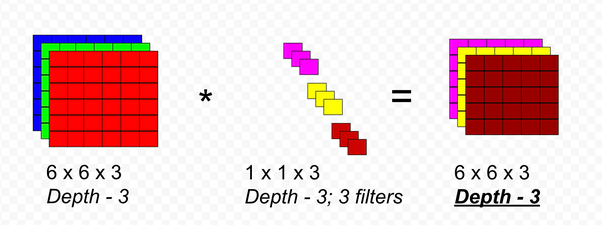 *
=
6 x 6 x 3
Depth - 3
1 x 1 x 3
Depth - 3; 3 filters
6 x 6 x 3
Depth - 3